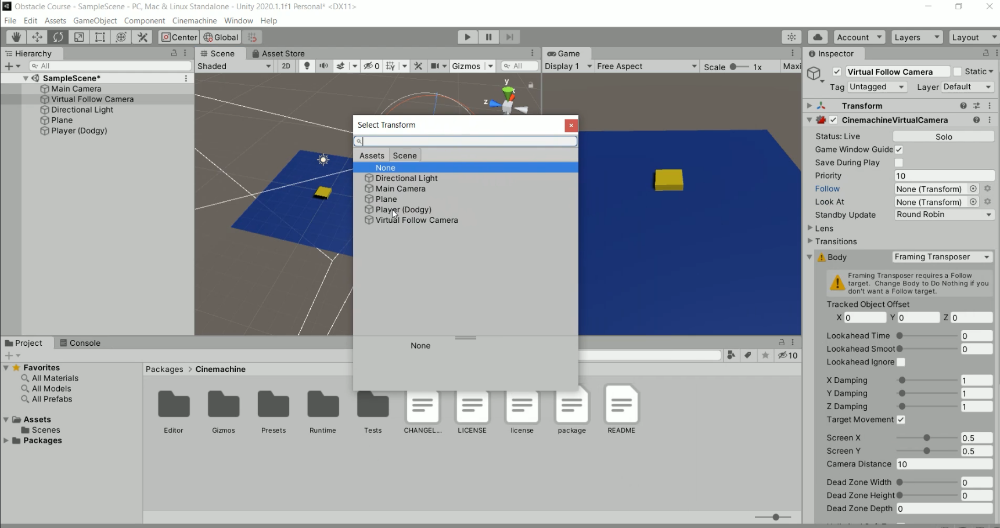 Obstacle Course - SampleScene - PC, Mac & Linux Standalone - Unity 2020.1.1f1 Personal* <DX11>
File Edit Assets GameObject Component Cinemachine Window Help
Center Global Account Layers Layout
Hierarchy
All
SampleScene*
Main Camera
Virtual Follow Camera
Directional Light
Plane
Player (Dodgy)
Scene Asset Store
Shaded 2D 0 Gizmos All
y
x
z
Game
Display 1 Free Aspect Scale 1x Maxi
Select Transform
Assets Scene
None
Directional Light
Main Camera
Plane
Player (Dodgy)
Virtual Follow Camera
None
Inspector
Virtual Follow Camera Static
Tag Untagged Layer Default
Transform
CinemachineVirtualCamera
Status: Live Solo
Game Window Guide
Save During Play
Priority 10
Follow None (Transform)
Look At None (Transform)
Standby Update Round Robin
Lens
Transitions
Body Framing Transposer
Framing Transposer requires a Follow
target. Change Body to Do Nothing if you
don't want a Follow target.
Tracked Object Offset
X 0 Y 0 Z 0
Lookahead Time 0
Lookahead Smoot 0
Lookahead Ignore
X Damping 1
Y Damping 1
Z Damping 1
Target Movement
Screen X 0.5
Screen Y 0.5
Camera Distance 10
Dead Zone Width 0
Dead Zone Height 0
Dead Zone Depth 0
Project Console
10
Favorites
All Materials
All Models
All Prefabs
Assets
Scenes
Packages
Packages > Cinemachine
Editor Gizmos Presets Runtime Tests CHANGEL... LICENSE license package README